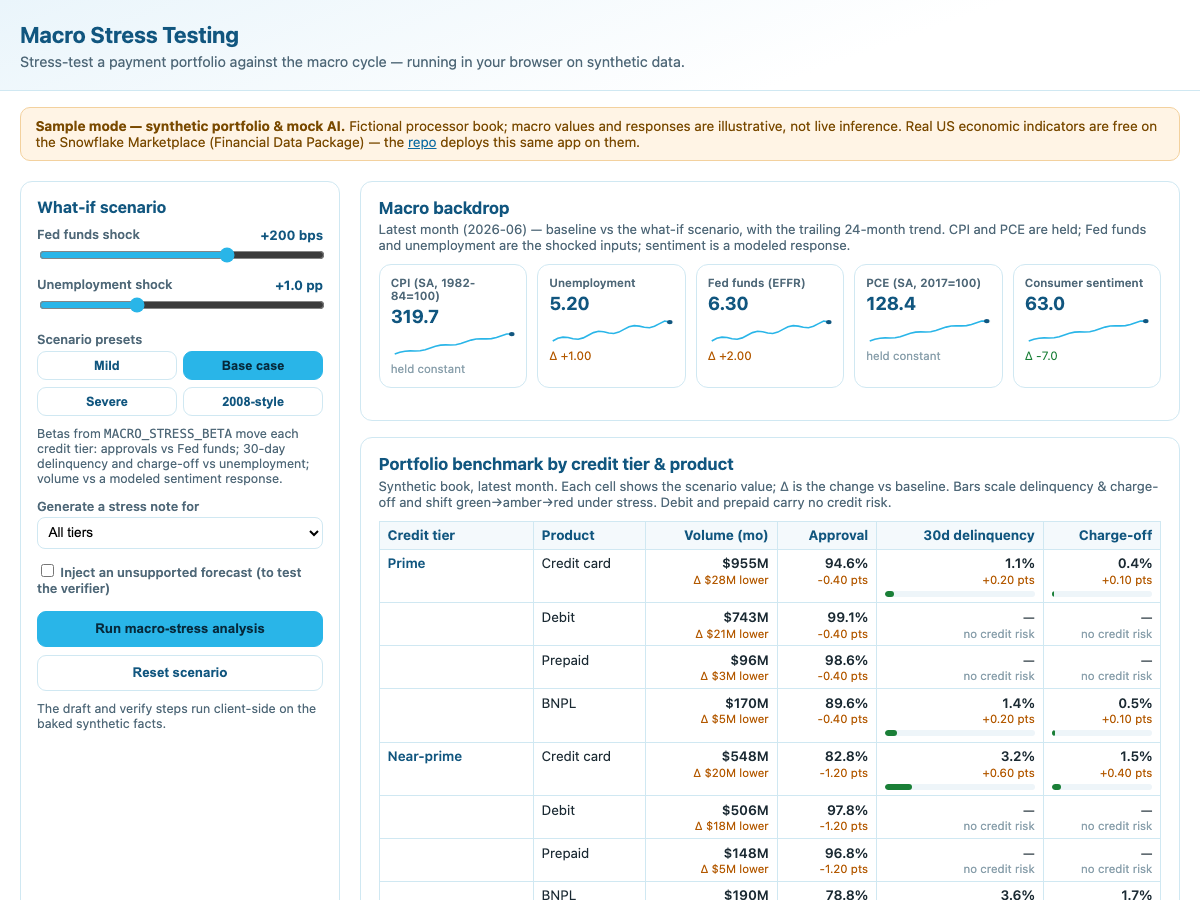 Macro Stress Testing
Stress-test a payment portfolio against the macro cycle — running in your browser on synthetic data.
Sample mode — synthetic portfolio & mock AI. Fictional processor book; macro values and responses are illustrative, not live inference. Real US economic indicators are free on
the Snowflake Marketplace (Financial Data Package) — the repo deploys this same app on them.
What-if scenario
Fed funds shock +200 bps
Unemployment shock +1.0 pp
Scenario presets
Mild Base case
Severe 2008-style
Betas from MACRO_STRESS_BETA move each
credit tier: approvals vs Fed funds; 30-day
delinquency and charge-off vs unemployment;
volume vs a modeled sentiment response.
Generate a stress note for
All tiers
Inject an unsupported forecast (to test
the verifier)
Run macro-stress analysis
Reset scenario
The draft and verify steps run client-side on the
baked synthetic facts.
Macro backdrop
Latest month (2026-06) — baseline vs the what-if scenario, with the trailing 24-month trend. CPI and PCE are held; Fed funds
and unemployment are the shocked inputs; sentiment is a modeled response.
CPI (SA, 1982-
84=100)
319.7
held constant
Unemployment
5.20
Δ +1.00
Fed funds (EFFR)
6.30
Δ +2.00
PCE (SA, 2017=100)
128.4
held constant
Consumer sentiment
63.0
Δ -7.0
Portfolio benchmark by credit tier & product
Synthetic book, latest month. Each cell shows the scenario value; Δ is the change vs baseline. Bars scale delinquency & charge-
off and shift green→amber→red under stress. Debit and prepaid carry no credit risk.
Credit tier Product Volume (mo) Approval 30d delinquency Charge-off
Prime Credit card $955M 94.6% 1.1% 0.4%
Δ $28M lower -0.40 pts +0.20 pts +0.10 pts
Debit $743M 99.1% — —
Δ $21M lower -0.40 pts no credit risk no credit risk
Prepaid $96M 98.6% — —
Δ $3M lower -0.40 pts no credit risk no credit risk
BNPL $170M 89.6% 1.4% 0.5%
Δ $5M lower -0.40 pts +0.20 pts +0.10 pts
Near-prime Credit card $548M 82.8% 3.2% 1.5%
Δ $20M lower -1.20 pts +0.60 pts +0.40 pts
Debit $506M 97.8% — —
Δ $18M lower -1.20 pts no credit risk no credit risk
Prepaid $148M 96.8% — —
Δ $5M lower -1.20 pts no credit risk no credit risk
BNPL $190M 78.8% 3.6% 1.7%